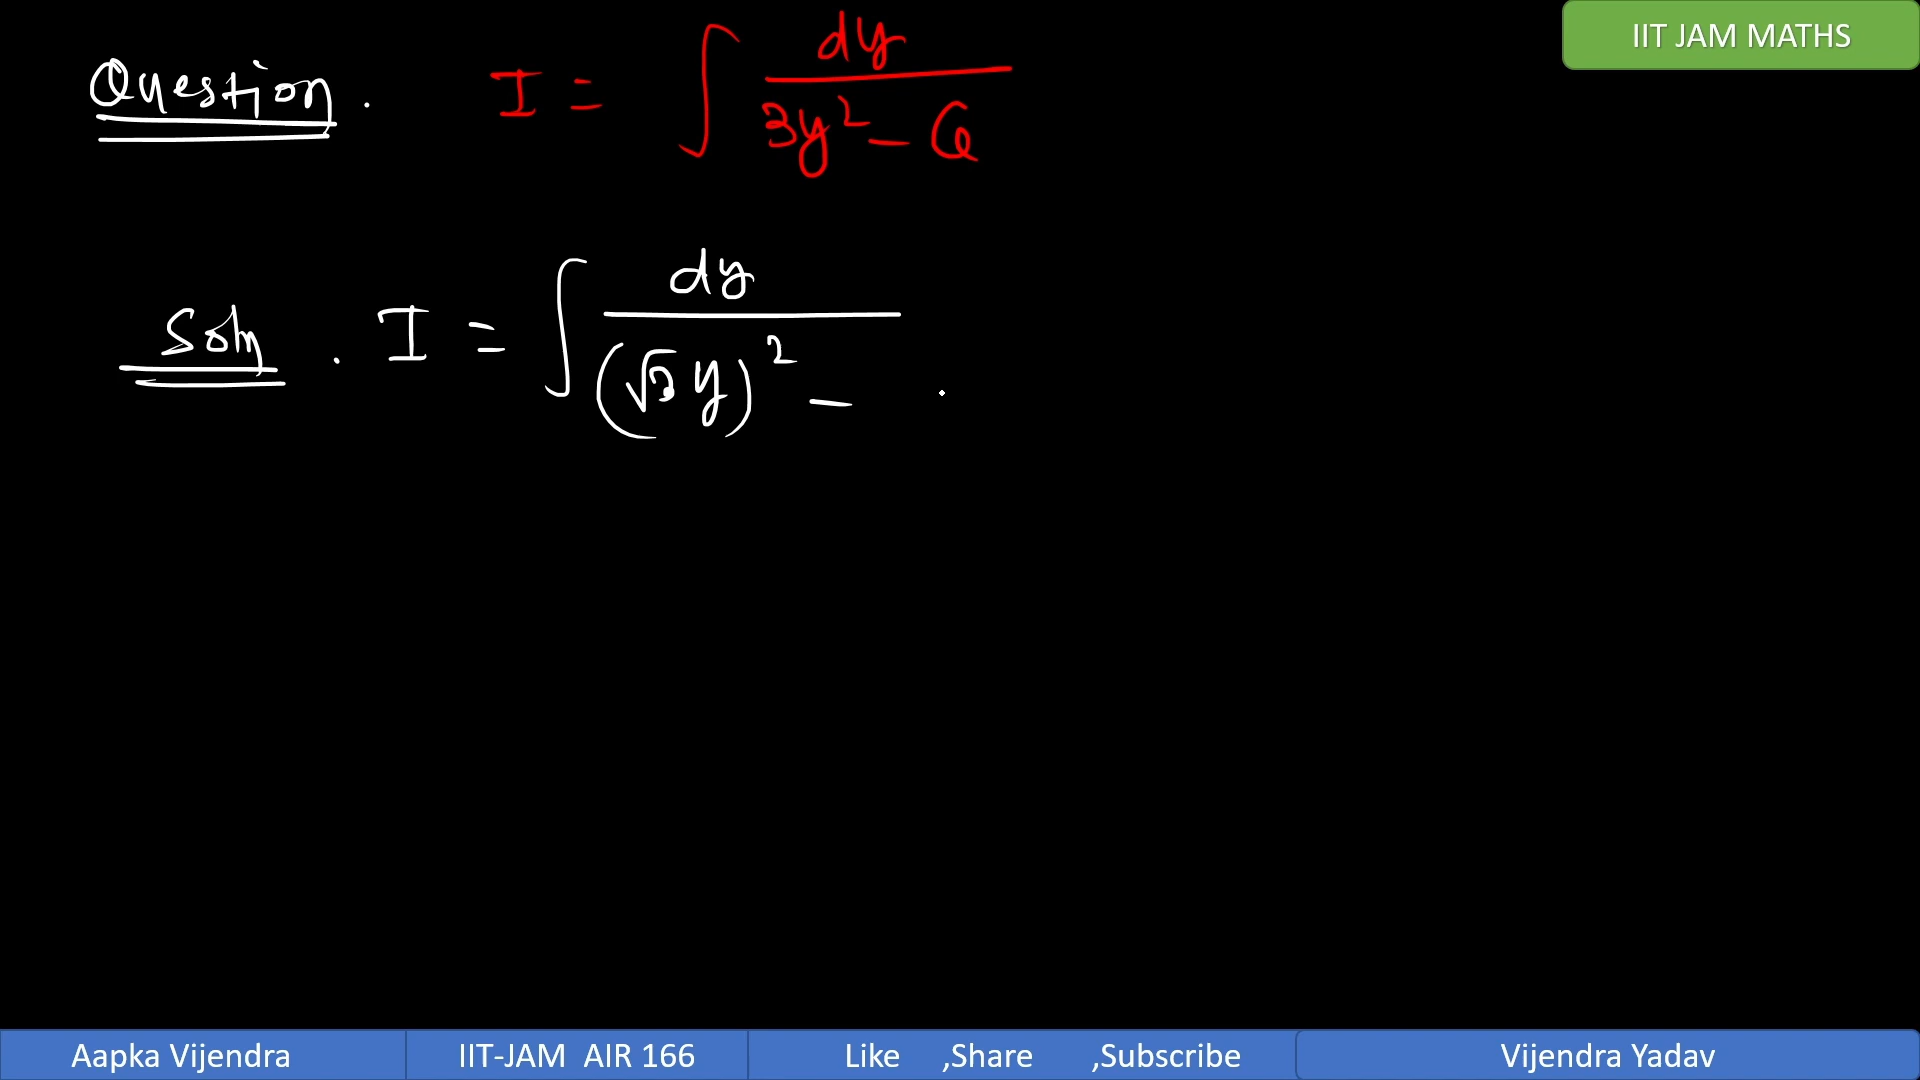 IIT JAM MATHS
Question. I = ∫ dy / (3y² - 6)
Soln. I = ∫ dy / ((√3 y)² -
Aapka Vijendra
IIT-JAM AIR 166
Like ,Share ,Subscribe
Vijendra Yadav